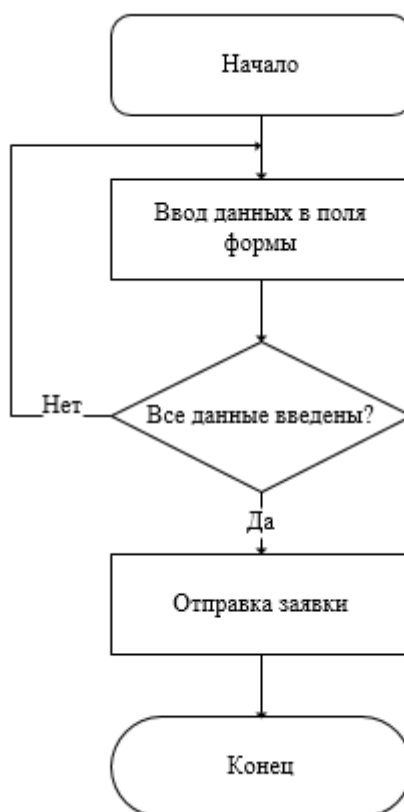 Начало
Ввод данных в поля
формы
Нет
Все данные введены?
Да
Отправка заявки
Конец